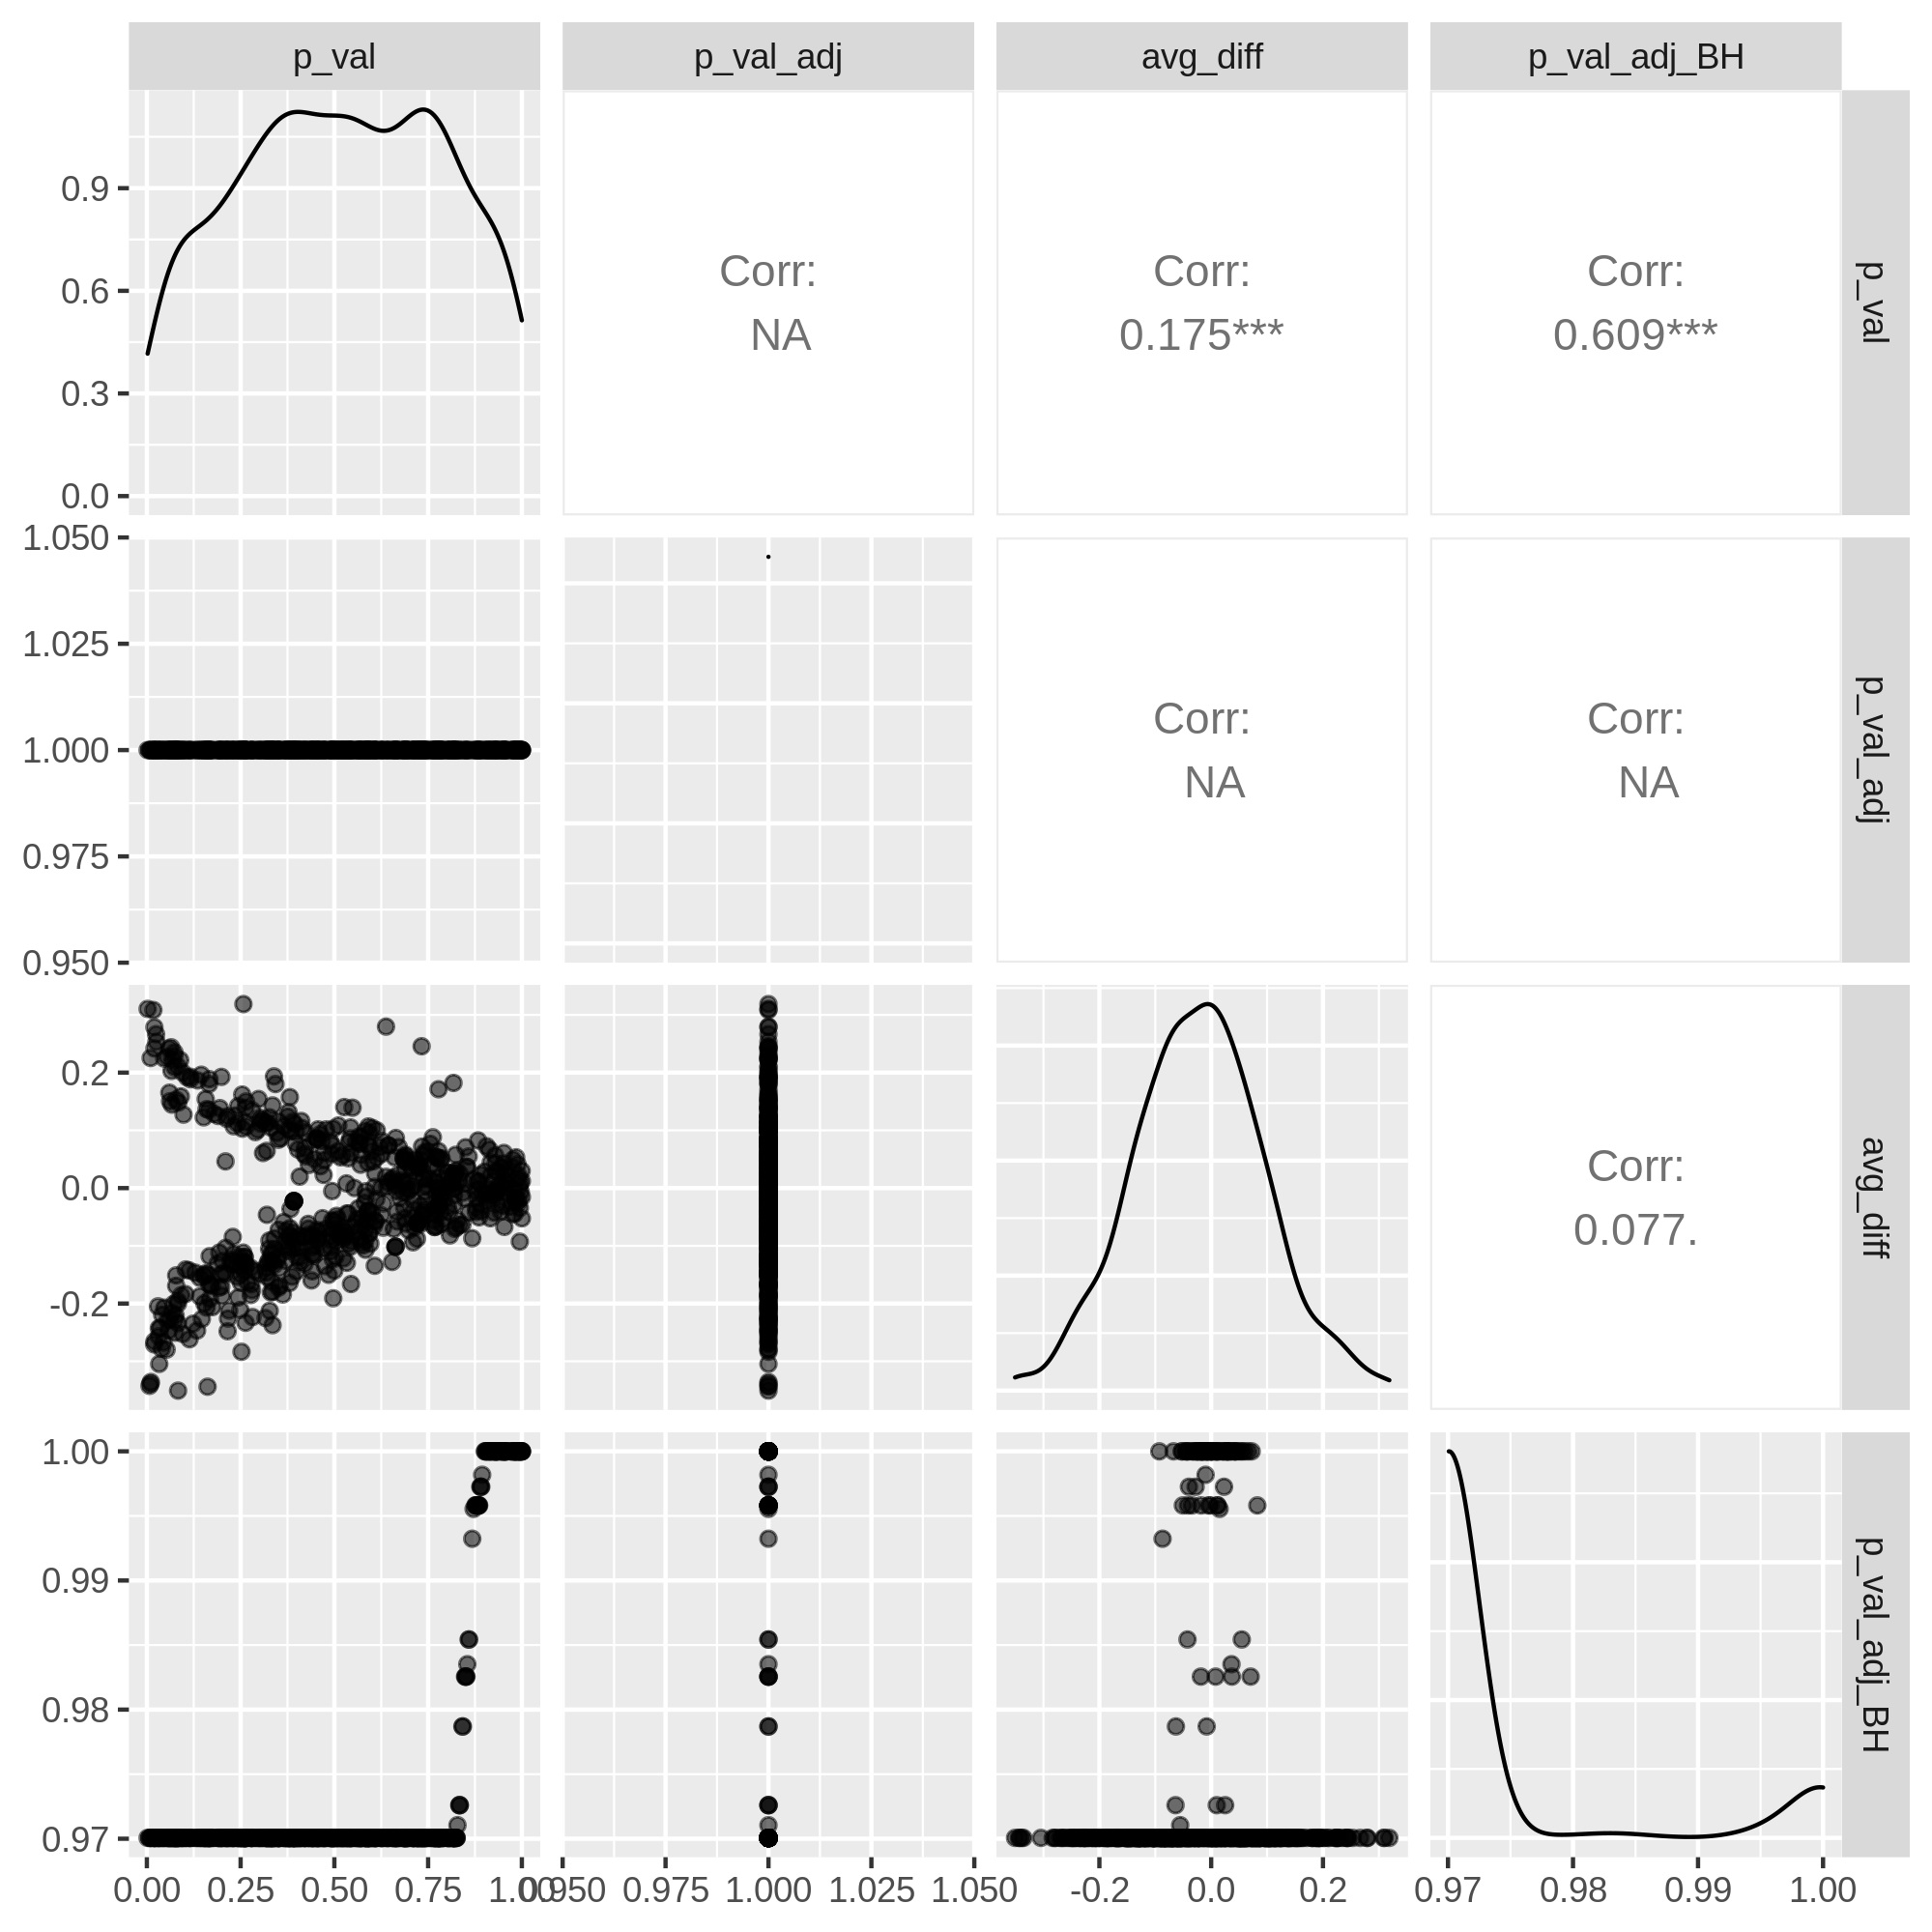 p_val
p_val_adj
avg_diff
p_val_adj_BH
0.9
0.6
0.3
0.0
Corr:
NA
Corr:
0.175***
Corr:
0.609***
p_val
1.050
1.025
1.000
0.975
0.950
Corr:
NA
Corr:
NA
p_val_adj
0.2
0.0
-0.2
Corr:
0.077.
avg_diff
1.00
0.99
0.98
0.97
p_val_adj_BH
0.00 0.25 0.50 0.75 1.00
0.950 0.975 1.000 1.025 1.050
-0.2 0.0 0.2
0.97 0.98 0.99 1.00